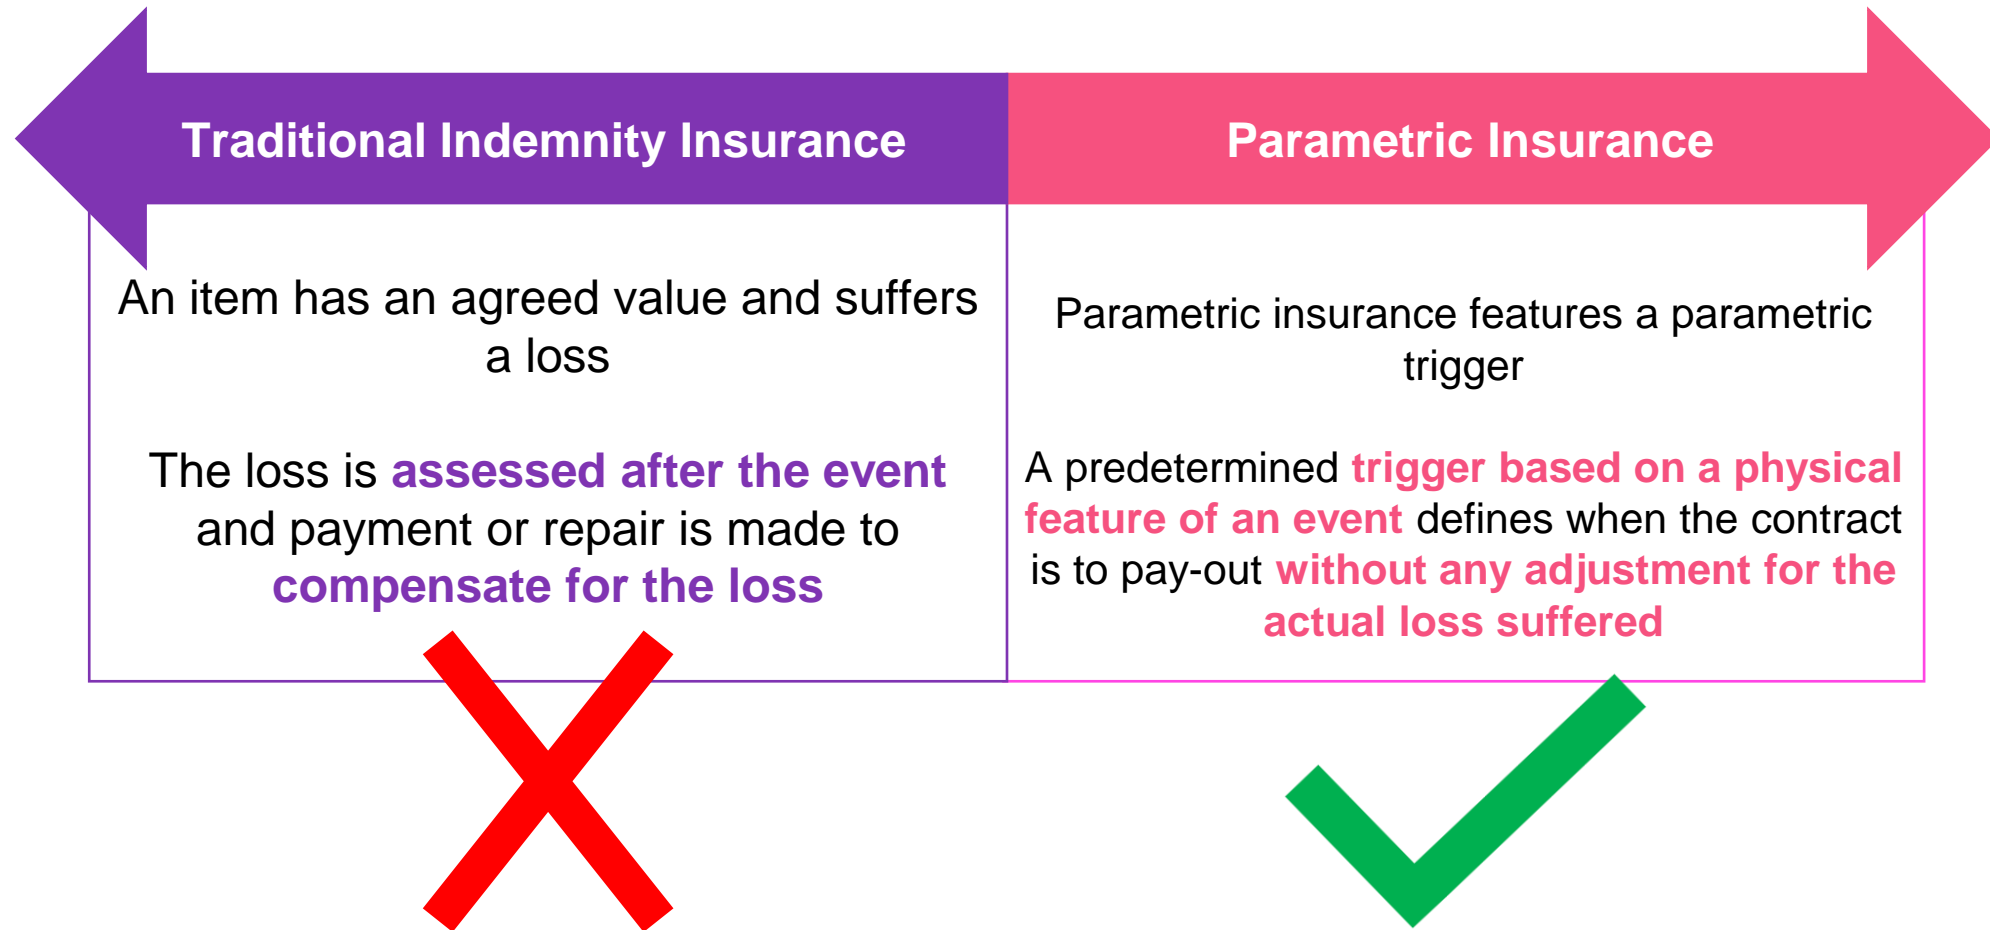 Traditional Indemnity Insurance
An item has an agreed value and suffers
a loss
The loss is assessed after the event
and payment or repair is made to
compensate for the loss
Parametric Insurance
Parametric insurance features a parametric
trigger
A predetermined trigger based on a physical
feature of an event defines when the contract
is to pay-out without any adjustment for the
actual loss suffered